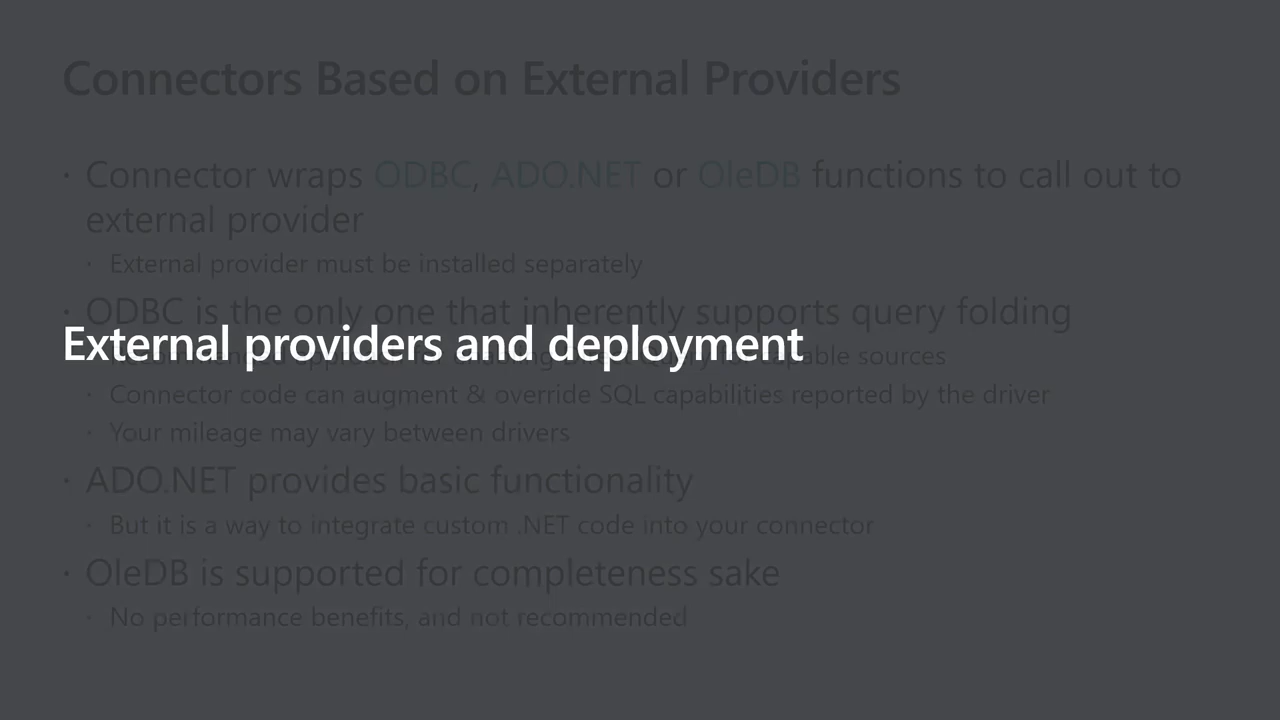 Connectors Based on External Providers
· Connector wraps ODBC, ADO.NET or OleDB functions to call out to
external provider
· External provider must be installed separately
· ODBC is the only one that inherently supports query folding
External providers and deployment
for capable sources
· Connector code can augment & override SQL capabilities reported by the driver
· Your mileage may vary between drivers
· ADO.NET provides basic functionality
· But it is a way to integrate custom .NET code into your connector
· OleDB is supported for completeness sake
· No performance benefits, and not recommended